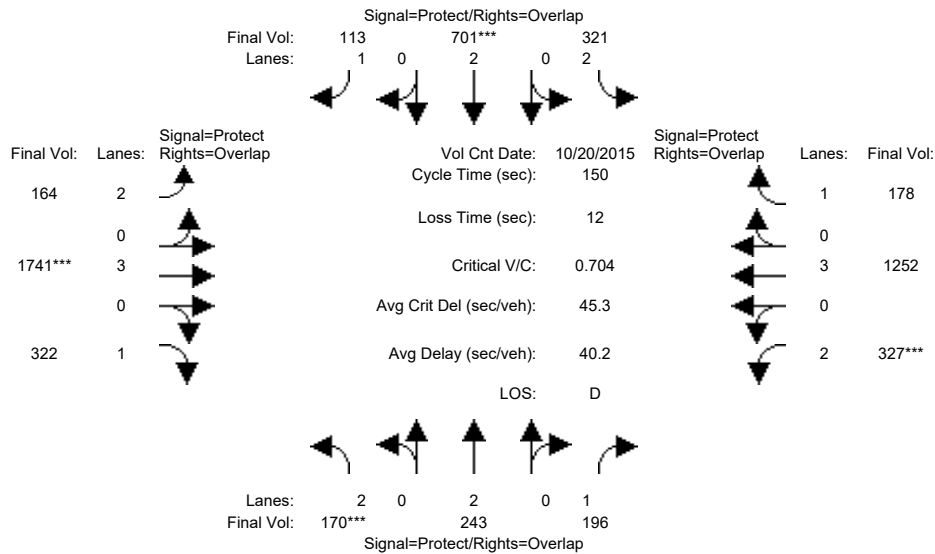 Signal=Protect/Rights=Overlap
Final Vol: 113 701*** 321
Lanes: 1 0 2 0 2
Signal=Protect
Final Vol: Lanes: Rights=Overlap
Vol Cnt Date: 10/20/2015
Signal=Protect
Rights=Overlap Lanes: Final Vol:
Cycle Time (sec): 150
164 2 1 178
Loss Time (sec): 12
0 0
1741*** 3 Critical V/C: 0.704 3 1252
0 Avg Crit Del (sec/veh): 45.3 0
322 1 Avg Delay (sec/veh): 40.2 2 327***
LOS: D
Lanes: 2 0 2 0 1
Final Vol: 170*** 243 196
Signal=Protect/Rights=Overlap